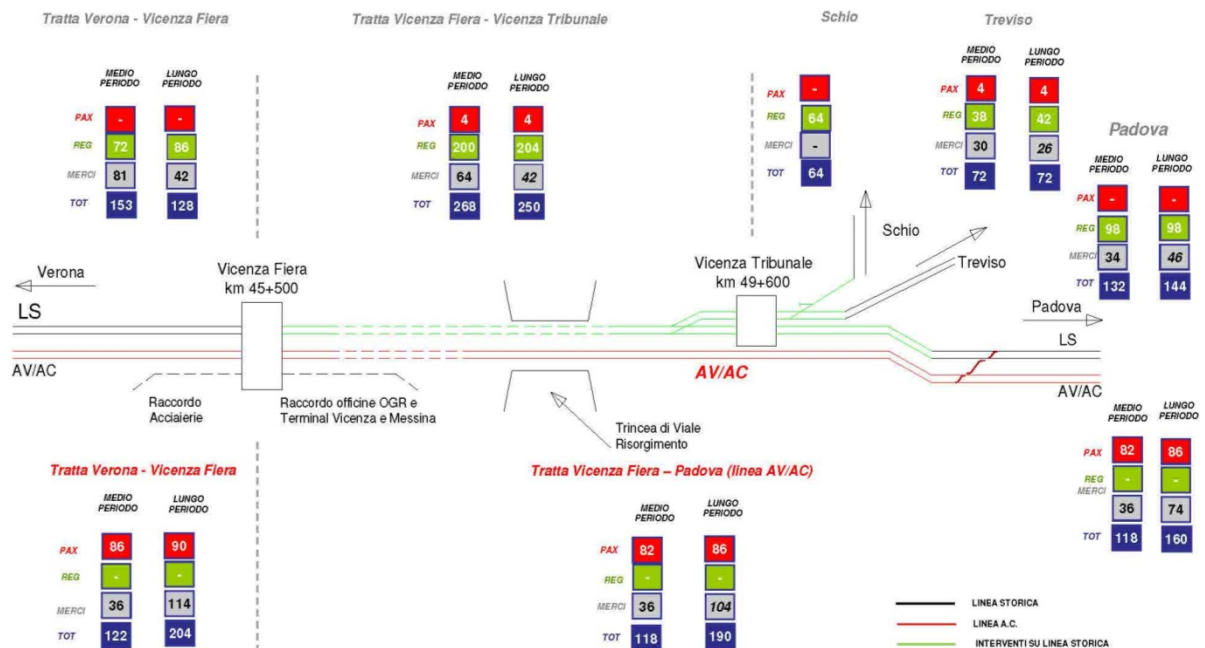 Tratta Verona - Vicenza Fiera
Tratta Vicenza Fiera - Vicenza Tribunale
Schio
Treviso
MEDIO PERIODO LUNGO PERIODO
PAX - -
REG 72 86
MERCI 81 42
TOT 153 128
MEDIO PERIODO LUNGO PERIODO
PAX 4 4
REG 200 204
MERCI 64 42
TOT 268 250
PAX -
REG 64
MERCI -
TOT 64
MEDIO PERIODO LUNGO PERIODO
PAX 4 4
REG 38 42
MERCI 30 26
TOT 72 72
Padova
MEDIO PERIODO LUNGO PERIODO
PAX - -
REG 98 98
MERCI 34 46
TOT 132 144
Verona
LS
AV/AC
Vicenza Fiera
km 45+500
Raccordo
Acciaierie
Raccordo officine OGR e
Terminal Vicenza e Messina
Trincea di Viale
Risorgimento
Vicenza Tribunale
km 49+600
AV/AC
Schio
Treviso
Padova
LS
AV/AC
MEDIO PERIODO LUNGO PERIODO
PAX 82 86
REG - -
MERCI 36 74
TOT 118 160
Tratta Verona - Vicenza Fiera
MEDIO PERIODO LUNGO PERIODO
PAX 86 90
REG - -
MERCI 36 114
TOT 122 204
Tratta Vicenza Fiera – Padova (linea AV/AC)
MEDIO PERIODO LUNGO PERIODO
PAX 82 86
REG - -
MERCI 36 104
TOT 118 190
LINEA STORICA
LINEA A.C.
INTERVENTI SU LINEA STORICA